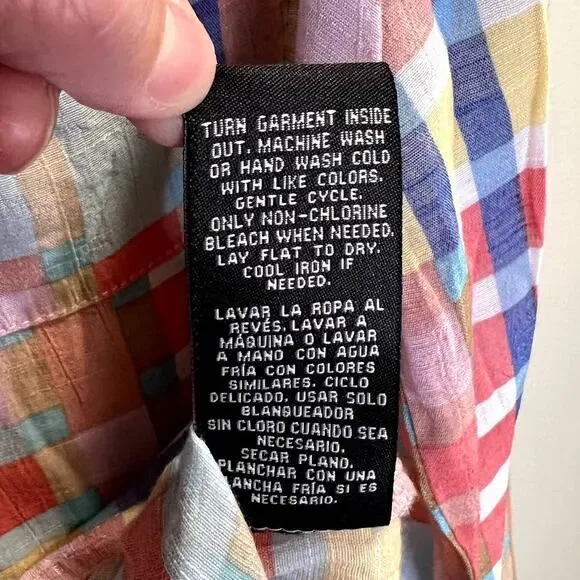 TURN GARMENT INSIDE
OUT. MACHINE WASH
OR HAND WASH COLD
WITH LIKE COLORS.
GENTLE CYCLE.
ONLY NON-CHLORINE
BLEACH WHEN NEEDED.
LAY FLAT TO DRY.
COOL IRON IF
NEEDED.
LAVAR LA ROPA AL
REVÉS. LAVAR A
MÁQUINA O LAVAR
A MANO CON AGUA
FRÍA CON COLORES
SIMILARES. CICLO
DELICADO. USAR SOLO
BLANQUEADOR
SIN CLORO CUANDO SEA
NECESARIO.
SECAR PLANO.
PLANCHAR CON UNA
PLANCHA FRÍA SI ES
NECESARIO.